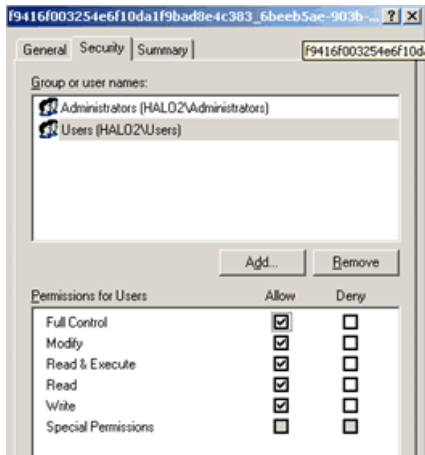 f9416f003254e6f10da1f9bad8e4c383_6beeb5ae-903b-...
General Security Summary f9416f003254e6f10d
Group or user names:
Administrators (HALO2\Administrators)
Users (HALO2\Users)
Add... Remove
Permissions for Users Allow Deny
Full Control
Modify
Read & Execute
Read
Write
Special Permissions